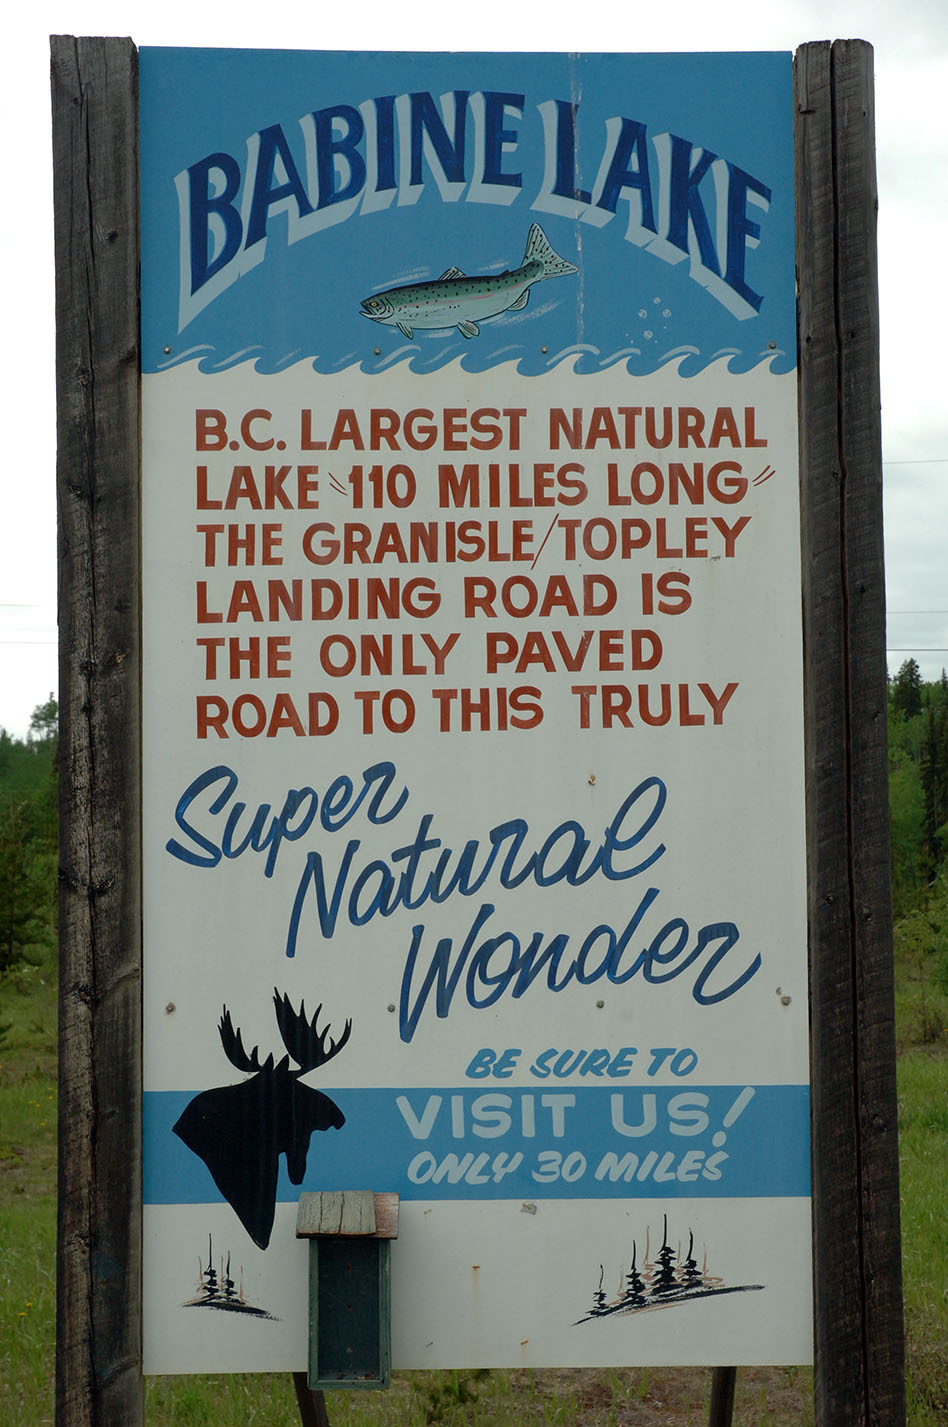 BABINE LAKE
B.C. LARGEST NATURAL
LAKE "110 MILES LONG"
THE GRANISLE/TOPLEY
LANDING ROAD IS
THE ONLY PAVED
ROAD TO THIS TRULY
Super
Natural
Wonder
BE SURE TO
VISIT US!
ONLY 30 MILES